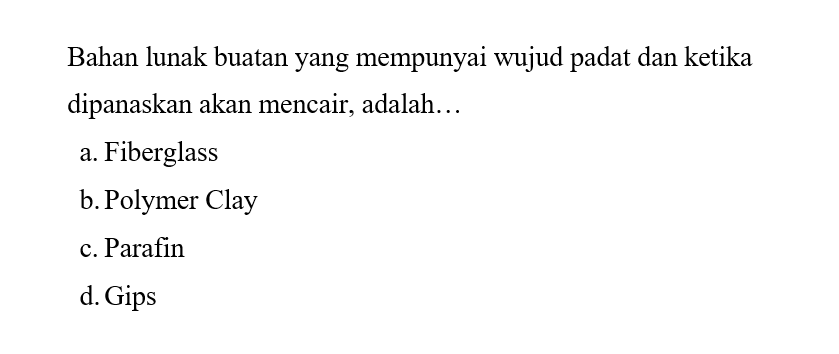 Bahan lunak buatan yang mempunyai wujud padat dan ketika
dipanaskan akan mencair, adalah…
a. Fiberglass
b. Polymer Clay
c. Parafin
d. Gips